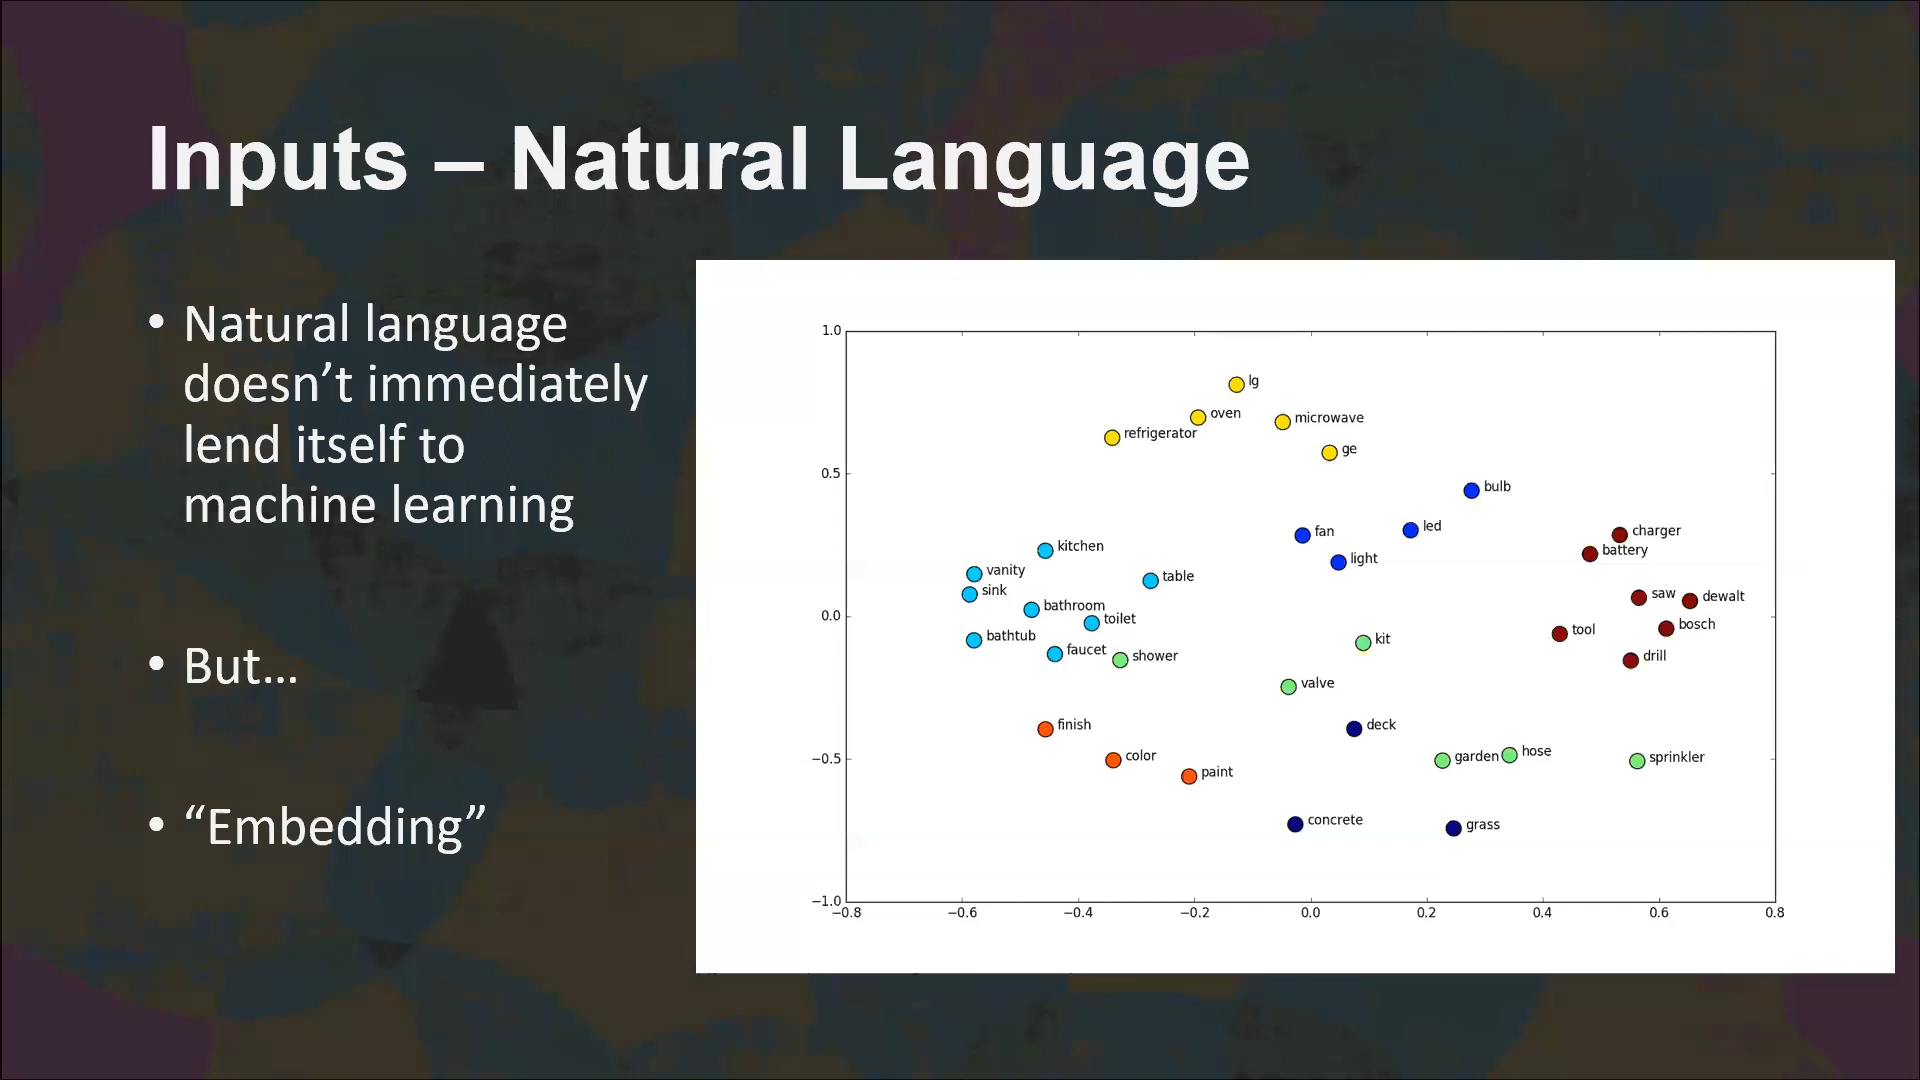 Inputs – Natural Language
• Natural language
doesn’t immediately
lend itself to
machine learning
• But…
• “Embedding”
1.0
0.5
0.0
−0.5
−1.0
−0.8
−0.6
−0.4
−0.2
0.0
0.2
0.4
0.6
0.8
lg
oven
microwave
refrigerator
ge
bulb
fan
led
charger
light
battery
kitchen
vanity
table
sink
saw
dewalt
bathroom
toilet
tool
bosch
bathtub
kit
faucet
shower
drill
valve
finish
deck
color
garden
hose
sprinkler
paint
concrete
grass